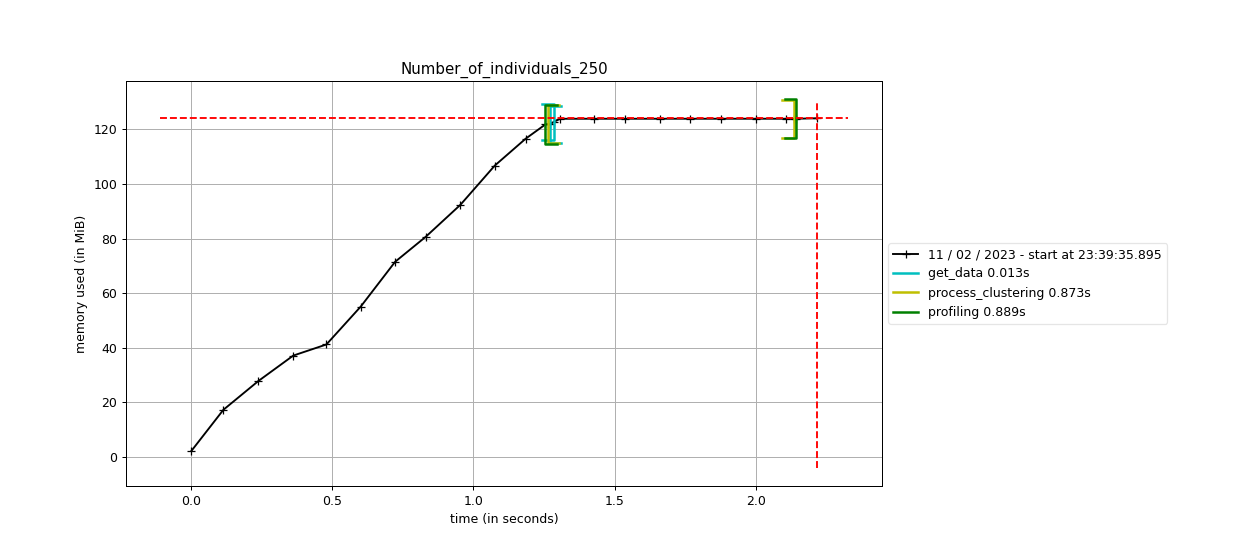 Number_of_individuals_250
memory used (in MiB)
120
100
80
60
40
20
0
0.0 0.5 1.0 1.5 2.0
time (in seconds)
11 / 02 / 2023 - start at 23:39:35.895
get_data 0.013s
process_clustering 0.873s
profiling 0.889s